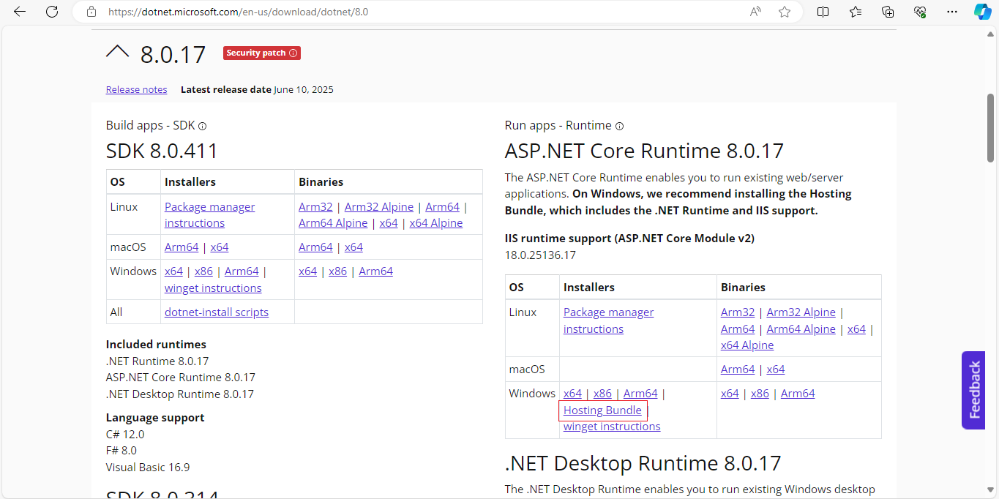 https://dotnet.microsoft.com/en-us/download/dotnet/8.0
8.0.17
Security patch
Release notes Latest release date June 10, 2025
Build apps - SDK
SDK 8.0.411
OS Installers Binaries
Linux Package manager instructions Arm32 | Arm32 Alpine | Arm64 | Arm64 Alpine | x64 | x64 Alpine
macOS Arm64 | x64 Arm64 | x64
Windows x64 | x86 | Arm64 | winget instructions x64 | x86 | Arm64
All dotnet-install scripts
Included runtimes
.NET Runtime 8.0.17
ASP.NET Core Runtime 8.0.17
.NET Desktop Runtime 8.0.17
Language support
C# 12.0
F# 8.0
Visual Basic 16.9
SDK 8.0.314
Run apps - Runtime
ASP.NET Core Runtime 8.0.17
The ASP.NET Core Runtime enables you to run existing web/server
applications. On Windows, we recommend installing the Hosting
Bundle, which includes the .NET Runtime and IIS support.
IIS runtime support (ASP.NET Core Module v2)
18.0.25136.17
OS Installers Binaries
Linux Package manager instructions Arm32 | Arm32 Alpine | Arm64 | Arm64 Alpine | x64 | x64 Alpine
macOS Arm64 | x64
Windows x64 | x86 | Arm64 | Hosting Bundle winget instructions x64 | x86 | Arm64
.NET Desktop Runtime 8.0.17
The .NET Desktop Runtime enables you to run existing Windows desktop
Feedback